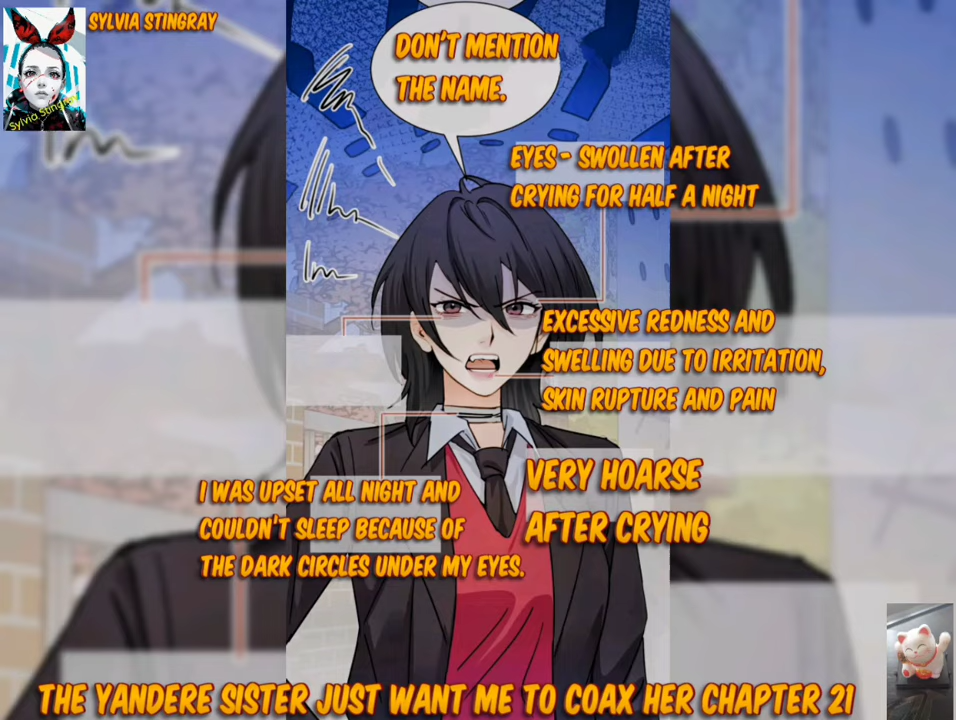 SYLVIA STINGRAY
Sylvia Stingray
DON'T MENTION
THE NAME.
EYES - SWOLLEN AFTER
CRYING FOR HALF A NIGHT
EXCESSIVE REDNESS AND
SWELLING DUE TO IRRITATION,
SKIN RUPTURE AND PAIN
VERY HOARSE
AFTER CRYING
I WAS UPSET ALL NIGHT AND
COULDN'T SLEEP BECAUSE OF
THE DARK CIRCLES UNDER MY EYES.
THE YANDERE SISTER JUST WANT ME TO COAX HER CHAPTER 21